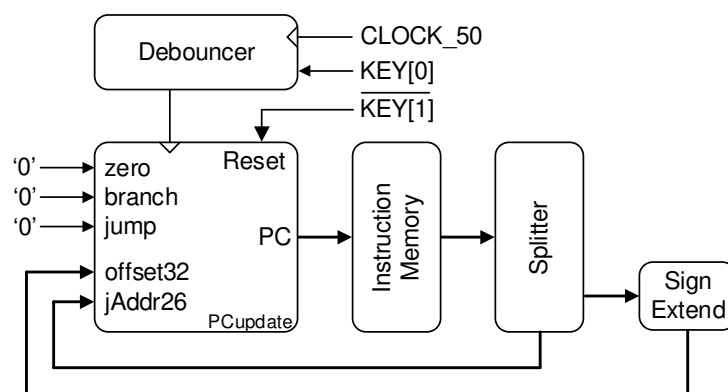 Debouncer
CLOCK_50
KEY[0]
KEY[1]
'0'
zero
Reset
'0'
branch
'0'
jump
PC
offset32
jAddr26
PCupdate
Instruction
Memory
Splitter
Sign
Extend